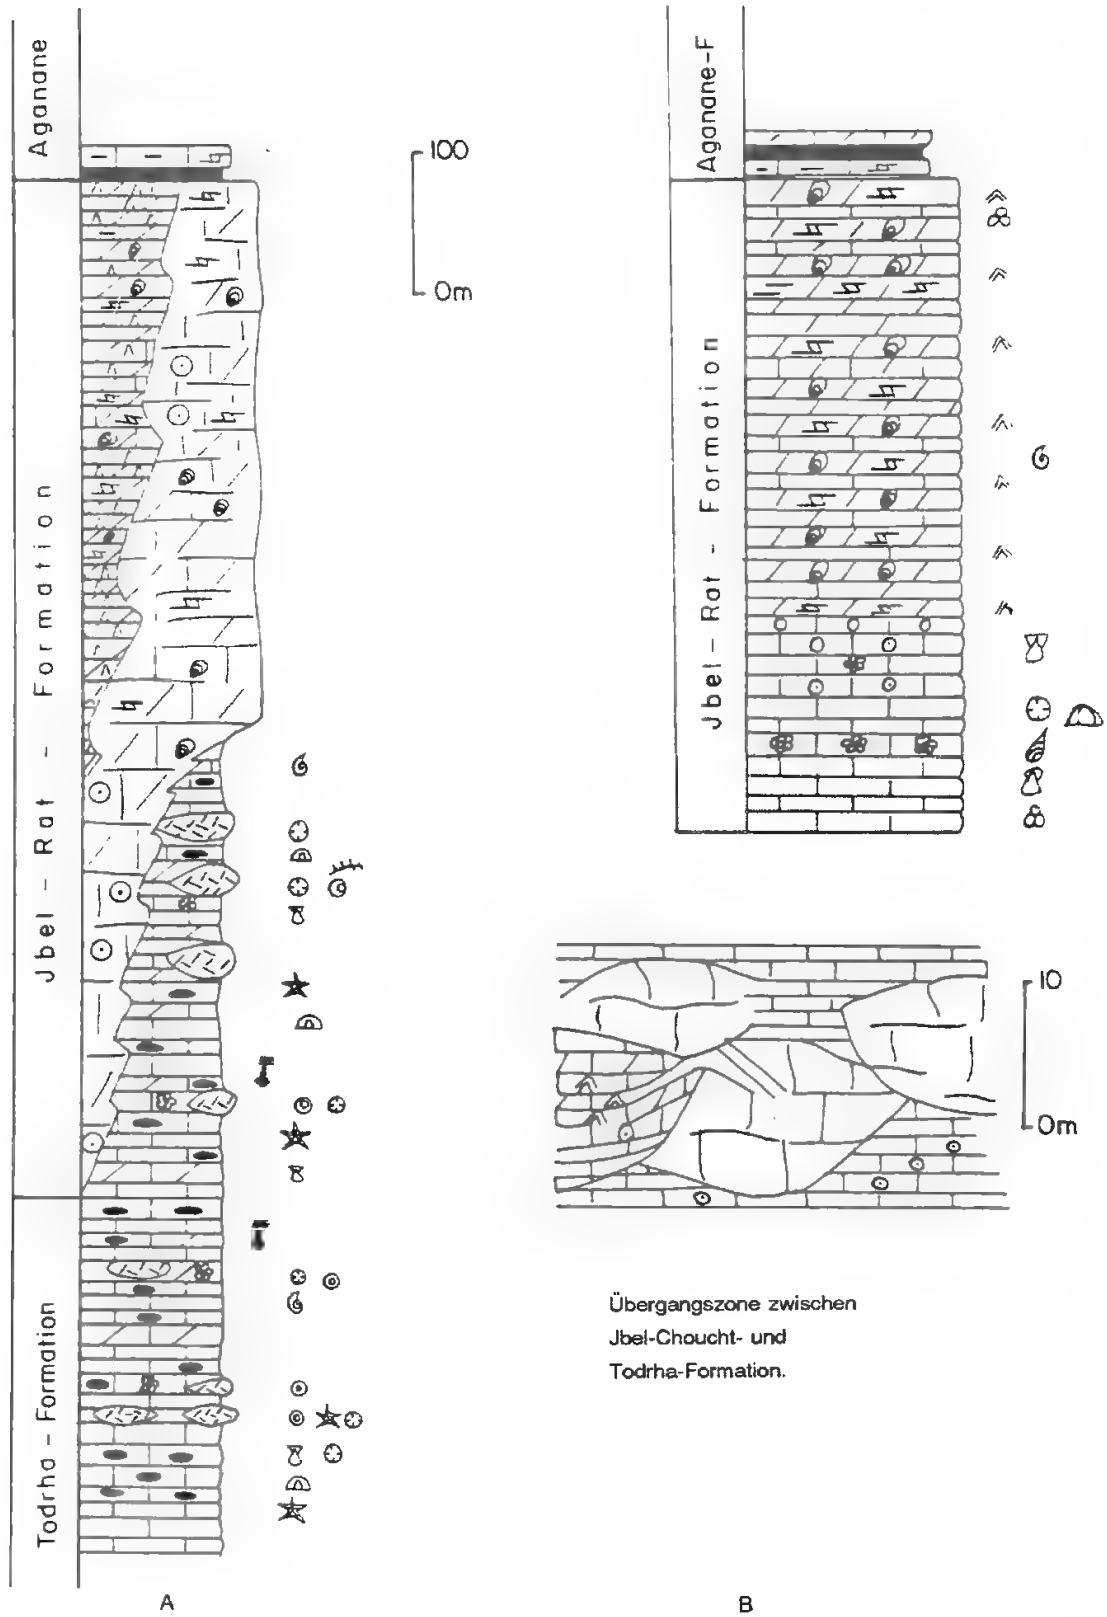 Aganane
Jbel - Rat - Formation
Todrha - Formation
100
0m
A
Aganane-F
Jbel - Rat - Formation
10
0m
Übergangszone zwischen
Jbel-Choucht- und
Todrha-Formation.
B